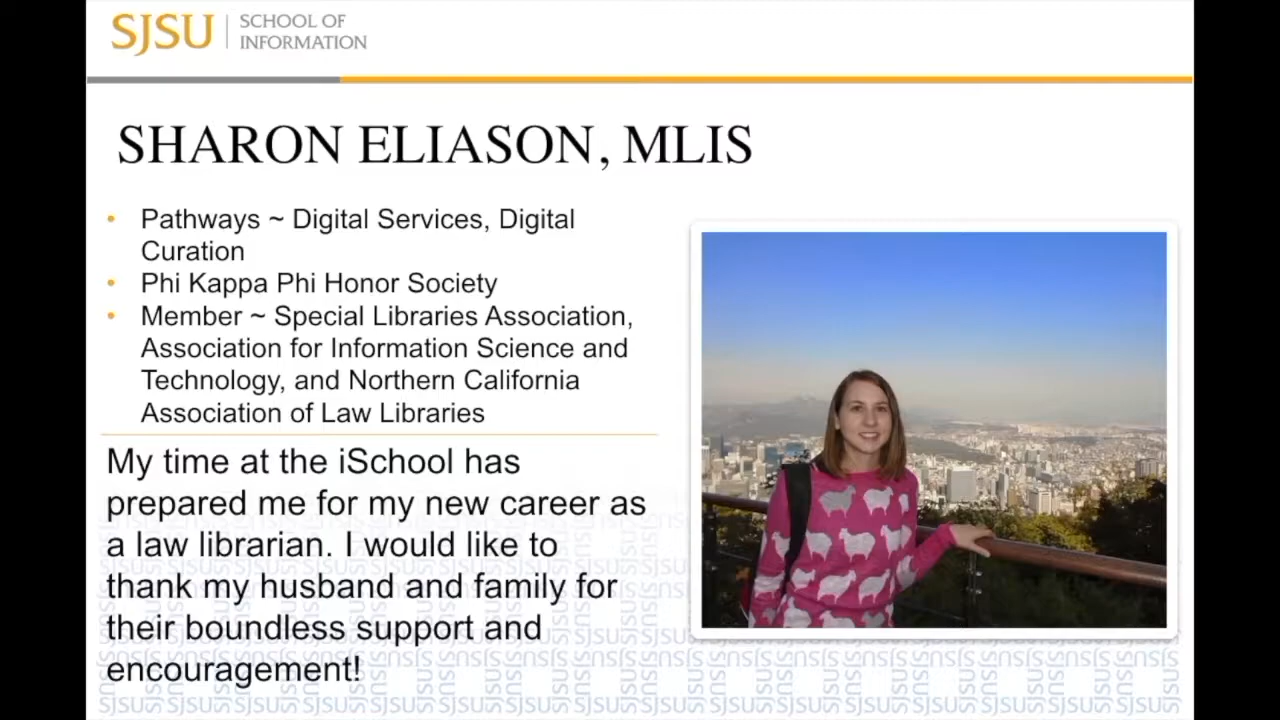 SJSU
SCHOOL OF
INFORMATION
SHARON ELIASON, MLIS
• Pathways ~ Digital Services, Digital
Curation
• Phi Kappa Phi Honor Society
• Member ~ Special Libraries Association,
Association for Information Science and
Technology, and Northern California
Association of Law Libraries
My time at the iSchool has
prepared me for my new career as
a law librarian. I would like to
thank my husband and family for
their boundless support and
encouragement!